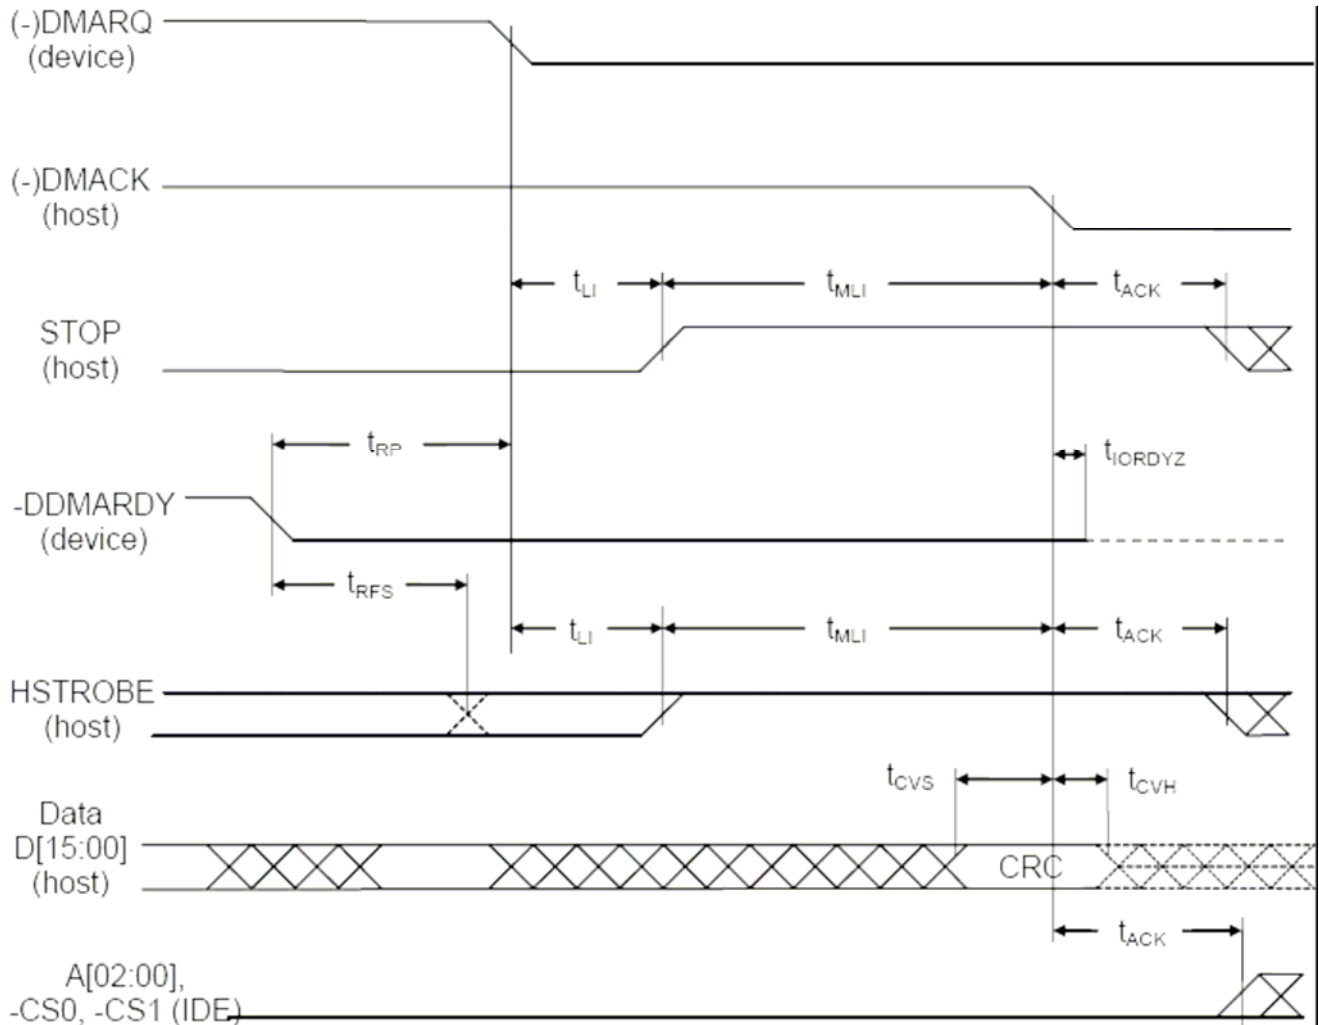 (-)DMARQ
(device)
(-)DMACK
(host)
tLI tMLI tACK
STOP
(host)
tRP
tIORDYZ
-DDMARDY
(device)
tRFS
tLI tMLI tACK
HSTROBE
(host)
tCVS tCVH
Data
D[15:00]
(host)
CRC
tACK
A[02:00],
-CS0, -CS1 (IDE)